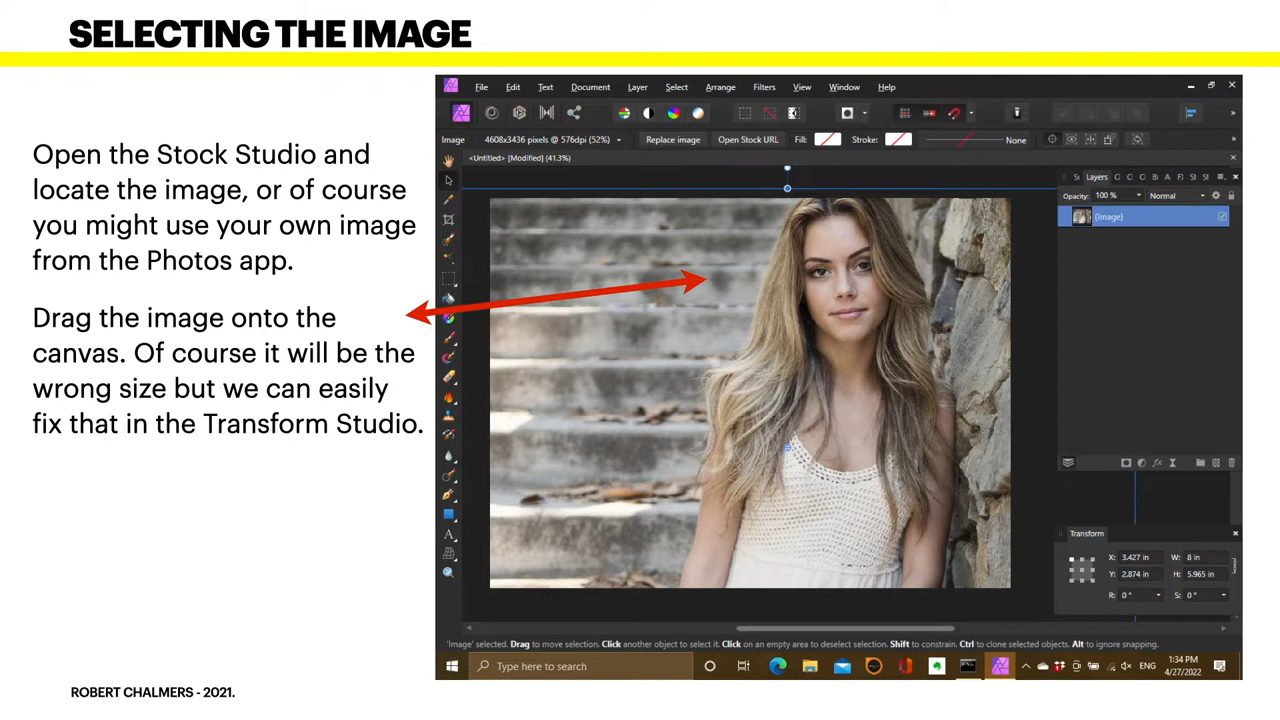 SELECTING THE IMAGE
Open the Stock Studio and
locate the image, or of course
you might use your own image
from the Photos app.
Drag the image onto the
canvas. Of course it will be the
wrong size but we can easily
fix that in the Transform Studio.
File Edit Text Document Layer Select Arrange Filters View Window Help
Image 4608x3436 pixels @ 576dpi (52%) Replace image Open Stock URL Fill: Stroke: None
<Untitled> [Modified] (41.3%)
Layers
Opacity: 100 % Normal
(Image)
Transform
X: 3.427 in W: 8 in
Y: 2.874 in H: 5.965 in
R: 0 ° S: 0 °
'Image' selected. Drag to move selection. Click another object to select it. Click on an empty area to deselect selection. Shift to constrain. Ctrl to clone selected objects. Alt to ignore snapping.
Type here to search
ENG
1:34 PM
4/27/2022
ROBERT CHALMERS - 2021.